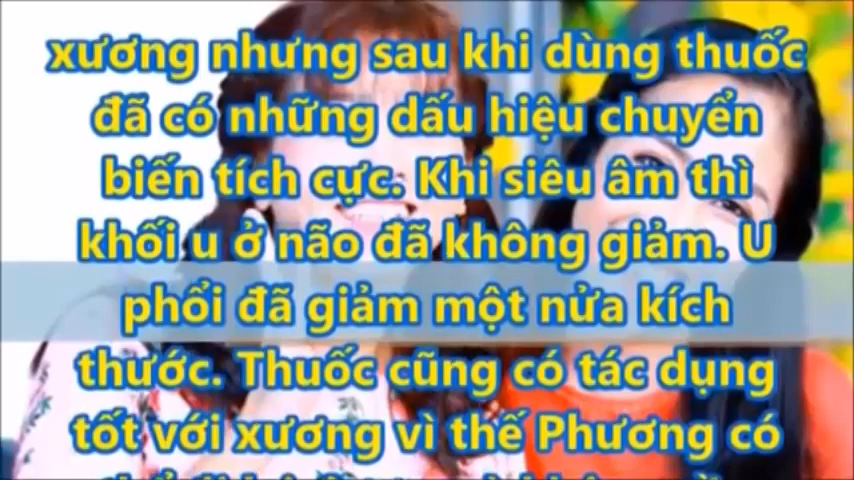 xương nhưng sau khi dùng thuốc
đã có những dấu hiệu chuyển
biến tích cực. Khi siêu âm thì
khối u ở não đã không giảm. U
phổi đã giảm một nửa kích
thước. Thuốc cũng có tác dụng
tốt với xương vì thế Phương có